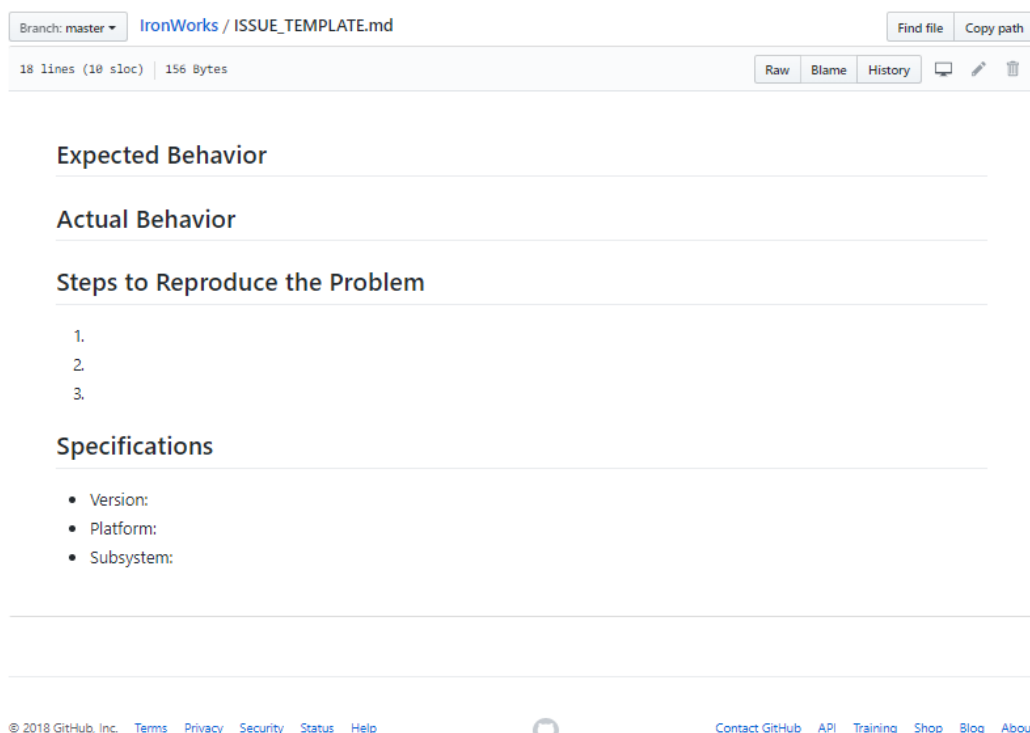 Branch: master IronWorks / ISSUE_TEMPLATE.md Find file Copy path
18 lines (10 sloc) 156 Bytes Raw Blame History
Expected Behavior
Actual Behavior
Steps to Reproduce the Problem
1.
2.
3.
Specifications
Version:
Platform:
Subsystem:
© 2018 GitHub, Inc. Terms Privacy Security Status Help Contact GitHub API Training Shop Blog Abou